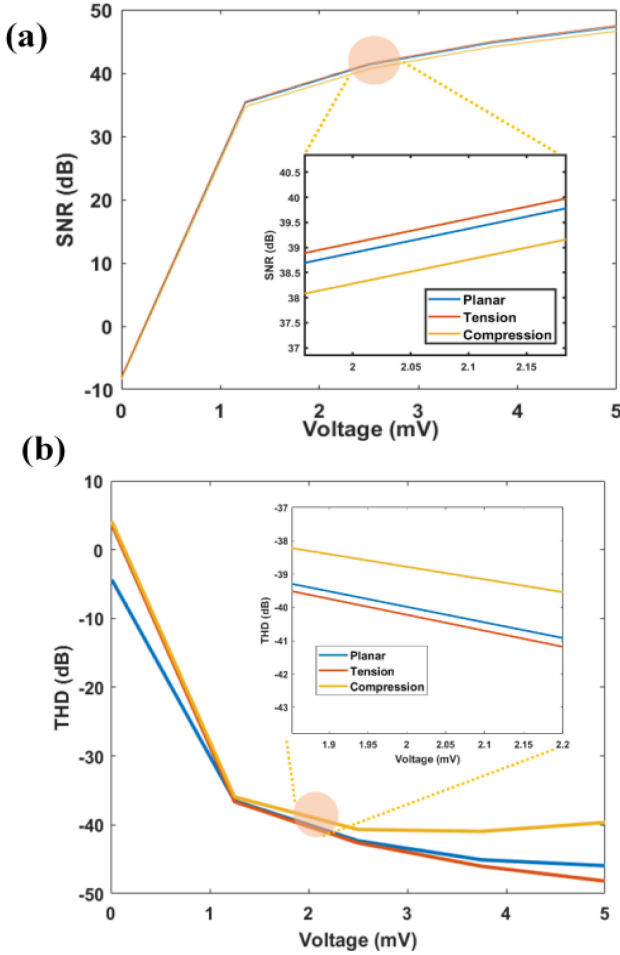 (a)
50
40
30
20
10
0
-10
SNR (dB)
0 1 2 3 4 5
Voltage (mV)
40.5
40
39.5
39
38.5
38
37.5
37
SNR (dB)
2 2.05 2.1 2.15
Planar
Tension
Compression
(b)
10
0
-10
-20
-30
-40
-50
THD (dB)
0 1 2 3 4 5
Voltage (mV)
-37
-38
-39
-40
-41
-42
-43
THD (dB)
1.9 1.95 2 2.05 2.1 2.15 2.2
Voltage (mV)
Planar
Tension
Compression